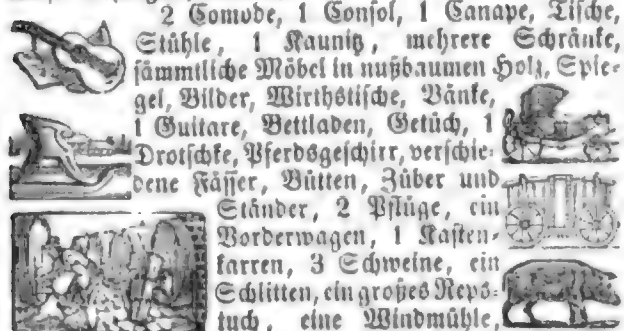 2 Comode, 1 Consol, 1 Canape, Tische,
Stühle, 1 Kaunitz, mehrere Schränke,
sämmtliche Möbel in nußbaumen Holz, Spie-
gel, Bilder, Wirthstische, Bänke,
1 Guitare, Bettladen, Getüch, 1
Drotschke, Pferdsgeschirr, verschie-
dene Fässer, Bütten, Züber und
Ständer, 2 Pflüge, ein
Vorderwagen, 1 Kasten-
karren, 3 Schweine, ein
Schlitten, ein großes Reps-
tuch, eine Windmühle,